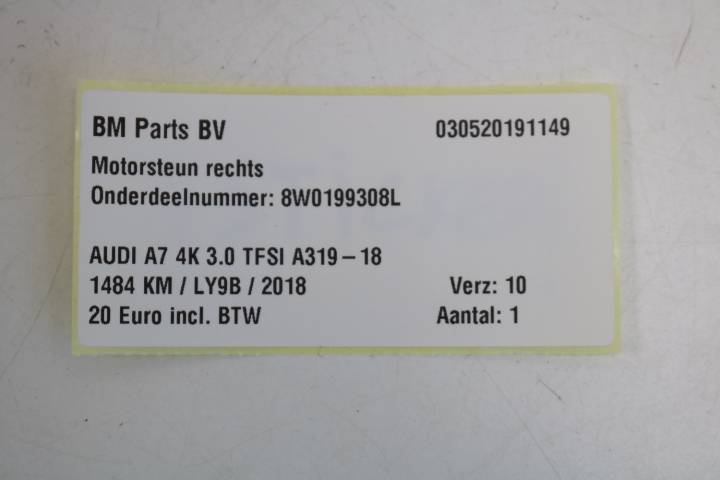 BM Parts BV 030520191149
Motorsteun rechts
Onderdeelnummer: 8W0199308L
AUDI A7 4K 3.0 TFSI A319-18
1484 KM / LY9B / 2018 Verz: 10
20 Euro incl. BTW Aantal: 1